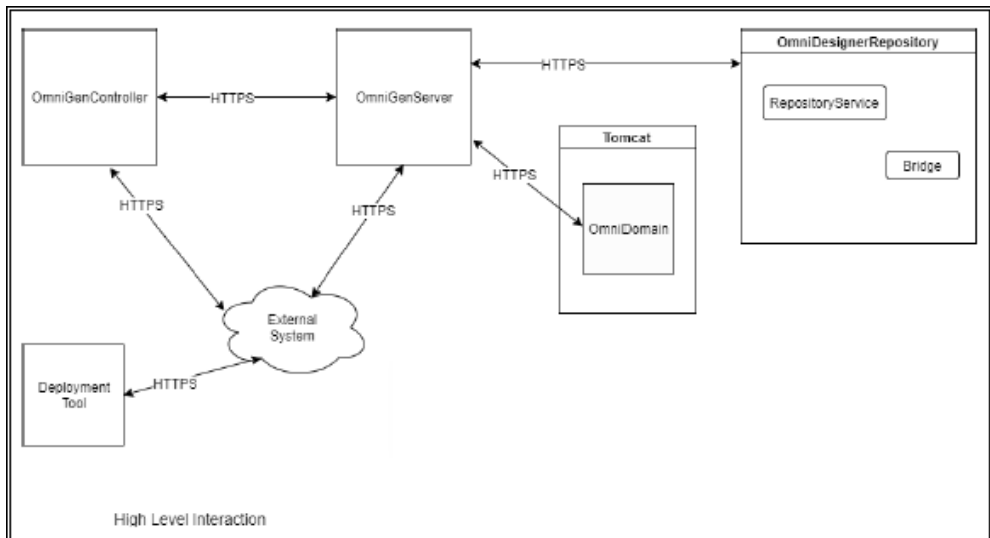 OmniDesignerRepository
HTTPS
OmniGenController
HTTPS
OmniGenServer
RepositoryService
Tomcat
Bridge
HTTPS
OmniDomain
HTTPS
HTTPS
External
System
Deployment
Tool
HTTPS
High Level Interaction